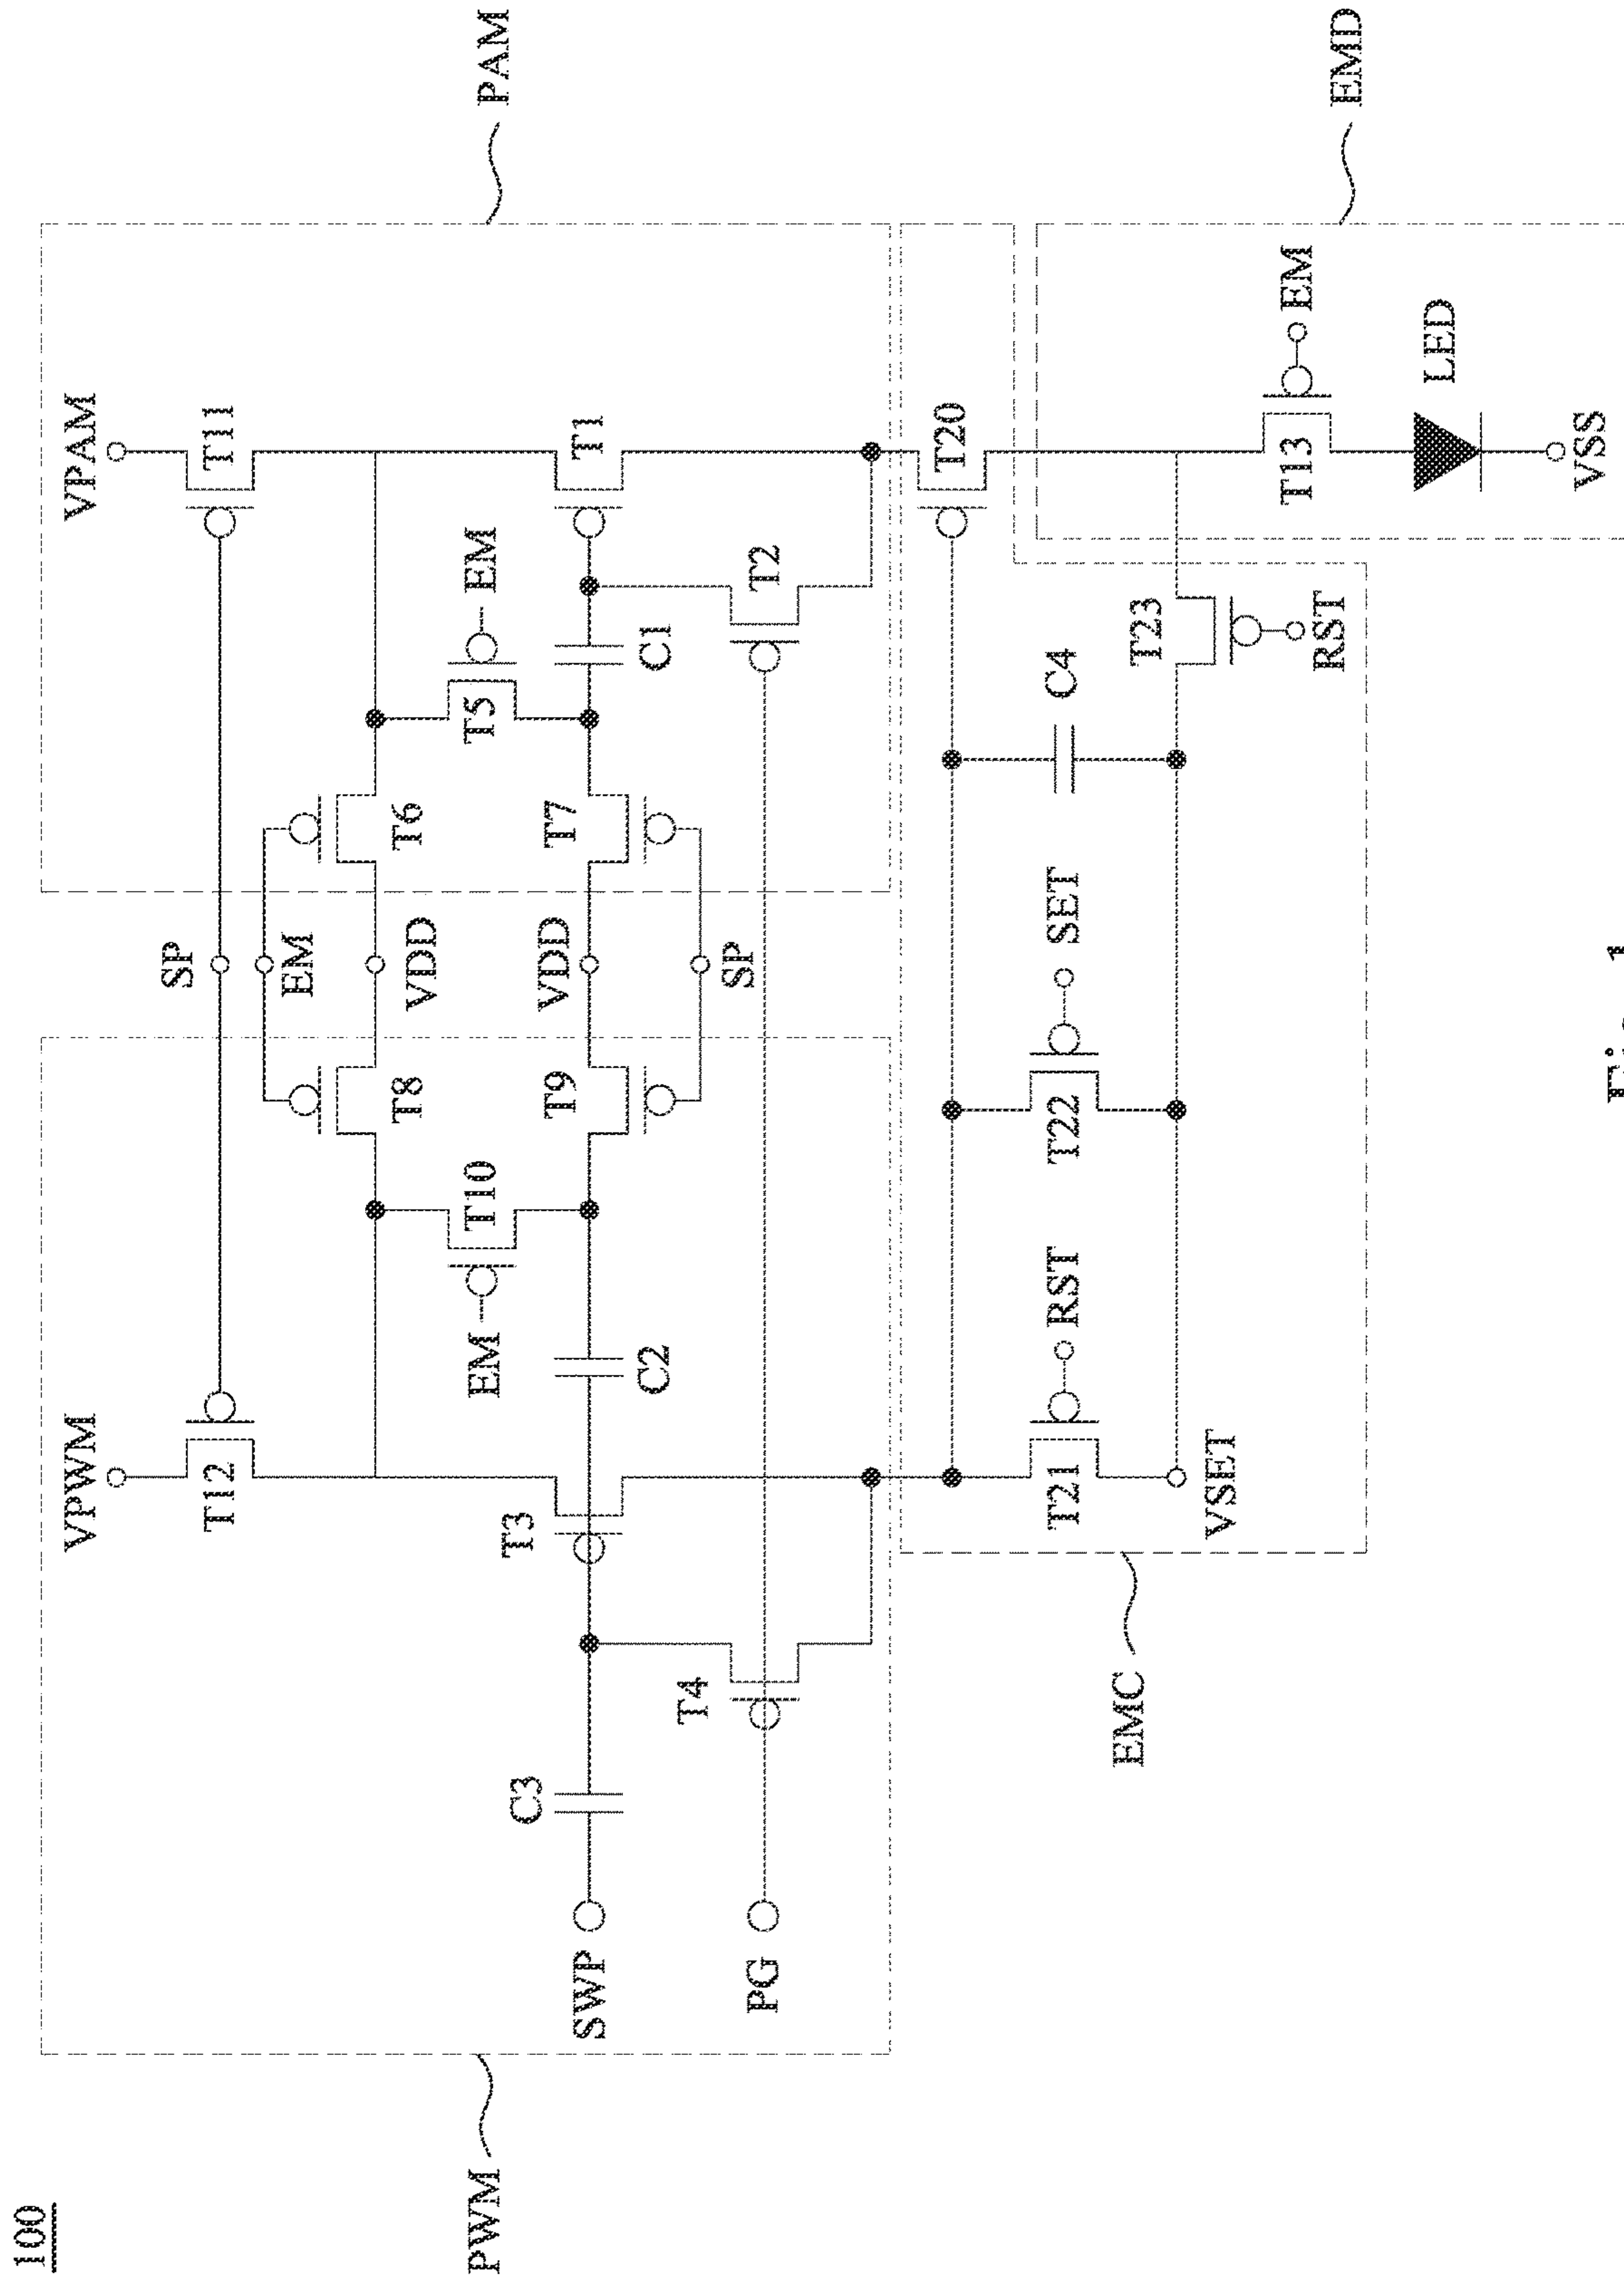 100
PWM
PAM
VPWM
VPAM
T12
SP
T11
EM
T8
VDD
T6
EM
T10
T5
EM
T3
T9
VDD
T7
T1
C3
C2
C1
SWP
T4
SP
T2
PG
T20
EMC
T21
RST
T22
SET
C4
T23
RST
VSET
EMD
T13
EM
LED
VSS